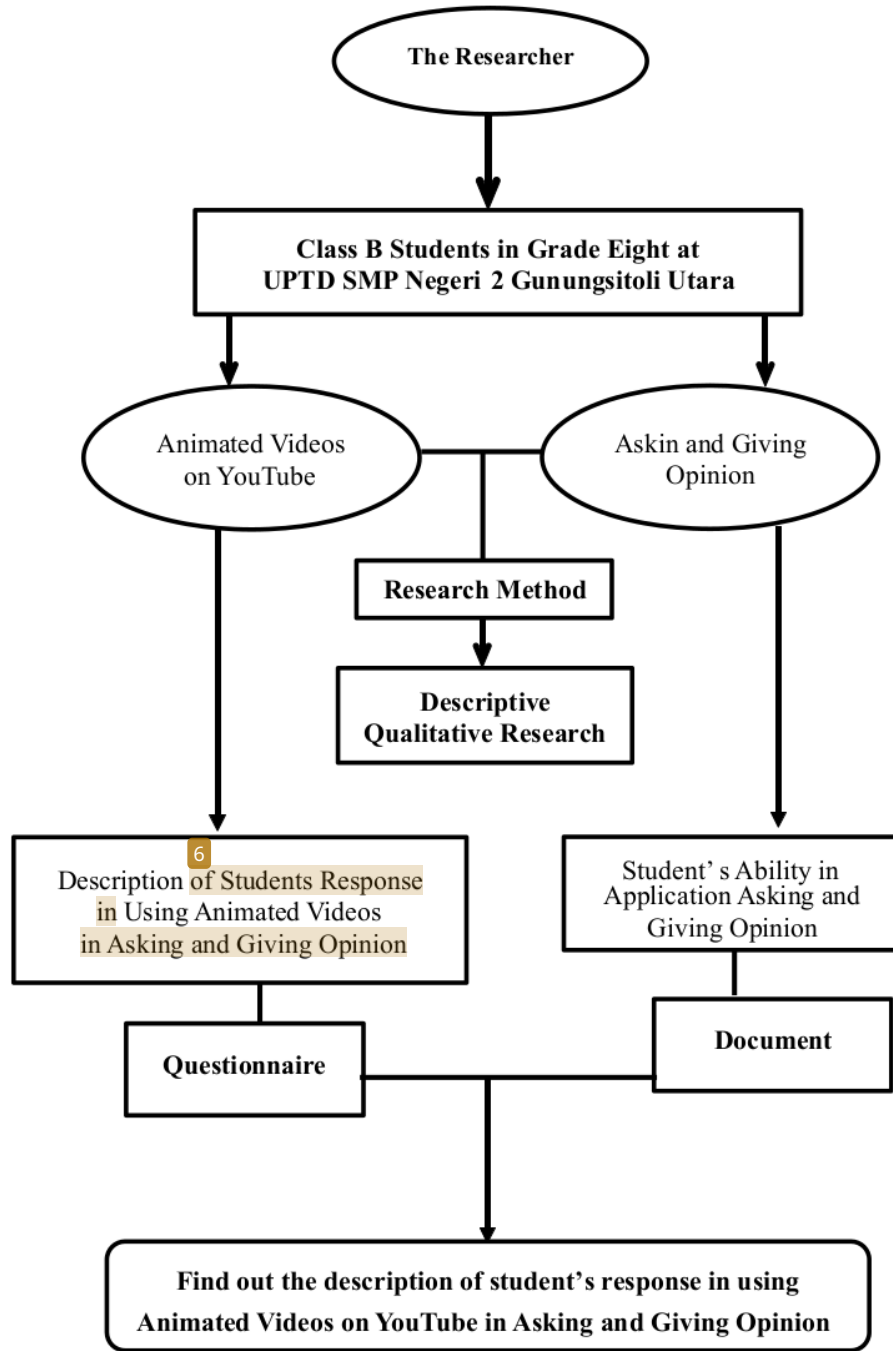 The Researcher
Class B Students in Grade Eight at
UPTD SMP Negeri 2 Gunungsitoli Utara
Animated Videos
on YouTube
Askin and Giving
Opinion
Research Method
Descriptive
Qualitative Research
6
Description of Students Response
in Using Animated Videos
in Asking and Giving Opinion
Student’ s Ability in
Application Asking and
Giving Opinion
Questionnaire
Document
Find out the description of student’s response in using
Animated Videos on YouTube in Asking and Giving Opinion